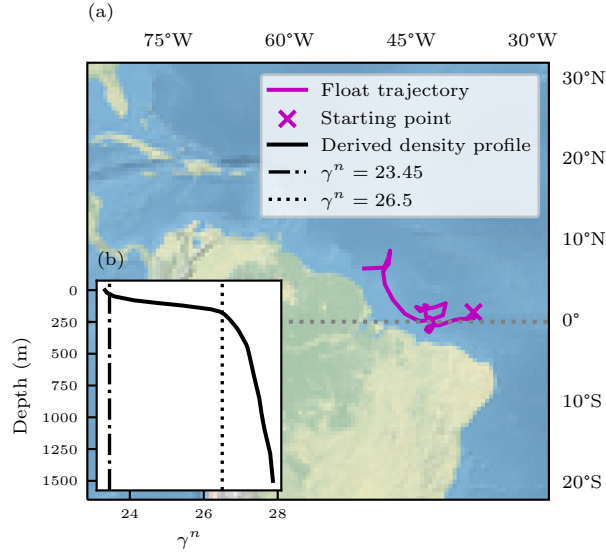 (a)
75°W 60°W 45°W 30°W
30°N
Float trajectory
Starting point
Derived density profile
20°N
γⁿ = 23.45
γⁿ = 26.5
10°N
(b)
0
250
0°
500
750
10°S
1000
1250
1500
20°S
Depth (m)
24 26 28
γⁿ